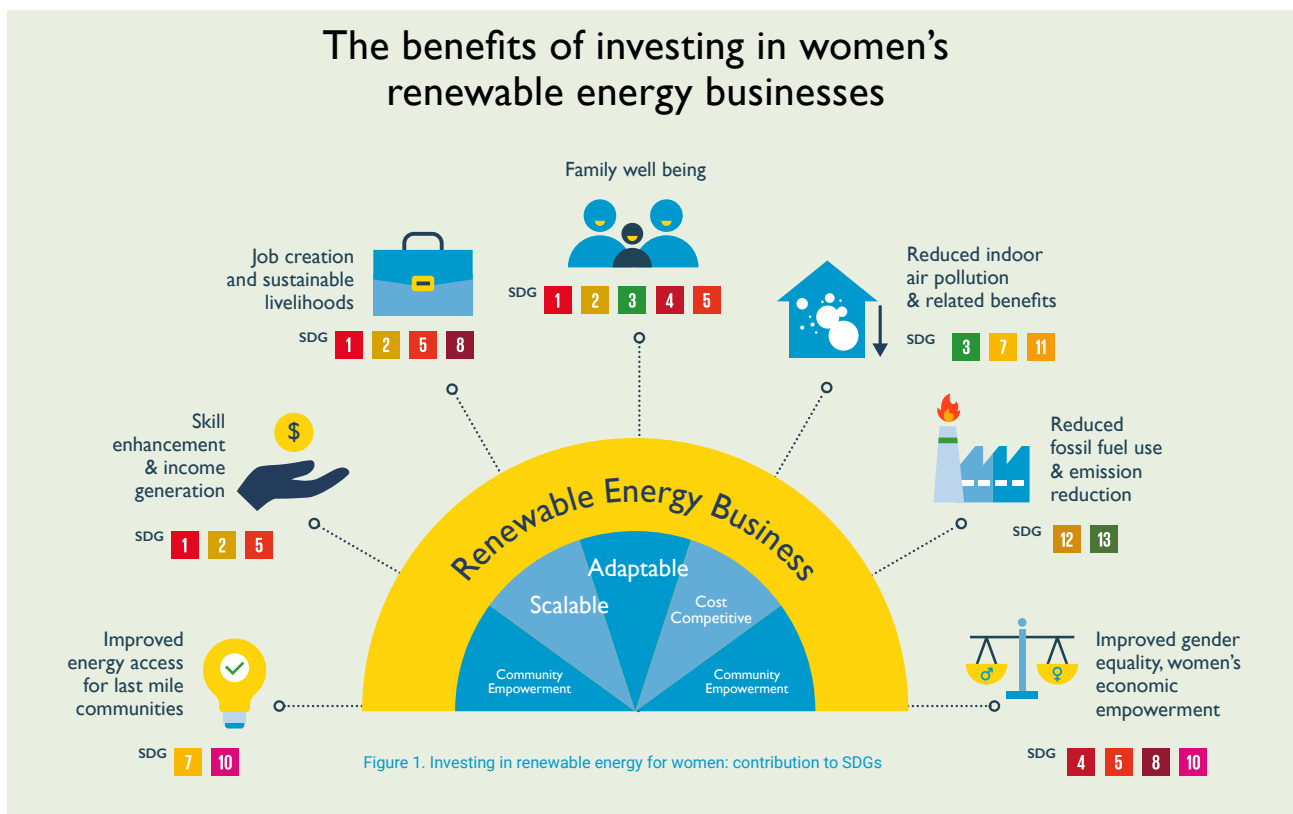 The benefits of investing in women's
renewable energy businesses
Family well being
SDG 1 2 3 4 5
Job creation
and sustainable
livelihoods
SDG 1 2 5 8
Reduced indoor
air pollution
& related benefits
SDG 3 7 11
Skill
enhancement
& income
generation
$
SDG 1 2 5
Reduced
fossil fuel use
& emission
reduction
SDG 12 13
Renewable Energy Business
Adaptable
Scalable
Cost
Competitive
Community
Empowerment
Community
Empowerment
Improved
energy access
for last mile
communities
SDG 7 10
Improved gender
equality, women's
economic
empowerment
♂ ♀
SDG 4 5 8 10
Figure 1. Investing in renewable energy for women: contribution to SDGs